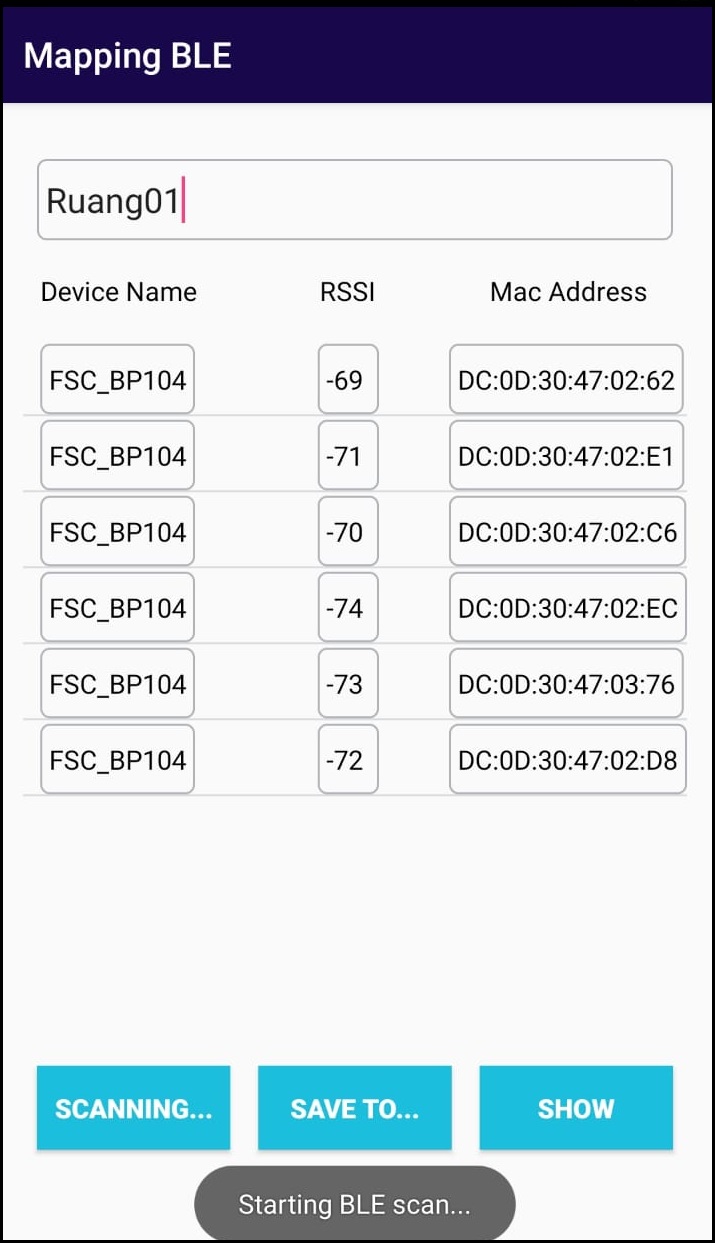 Mapping BLE
Ruang01
Device Name RSSI Mac Address
FSC_BP104 -69 DC:0D:30:47:02:62
FSC_BP104 -71 DC:0D:30:47:02:E1
FSC_BP104 -70 DC:0D:30:47:02:C6
FSC_BP104 -74 DC:0D:30:47:02:EC
FSC_BP104 -73 DC:0D:30:47:03:76
FSC_BP104 -72 DC:0D:30:47:02:D8
SCANNING... SAVE TO... SHOW
Starting BLE scan...